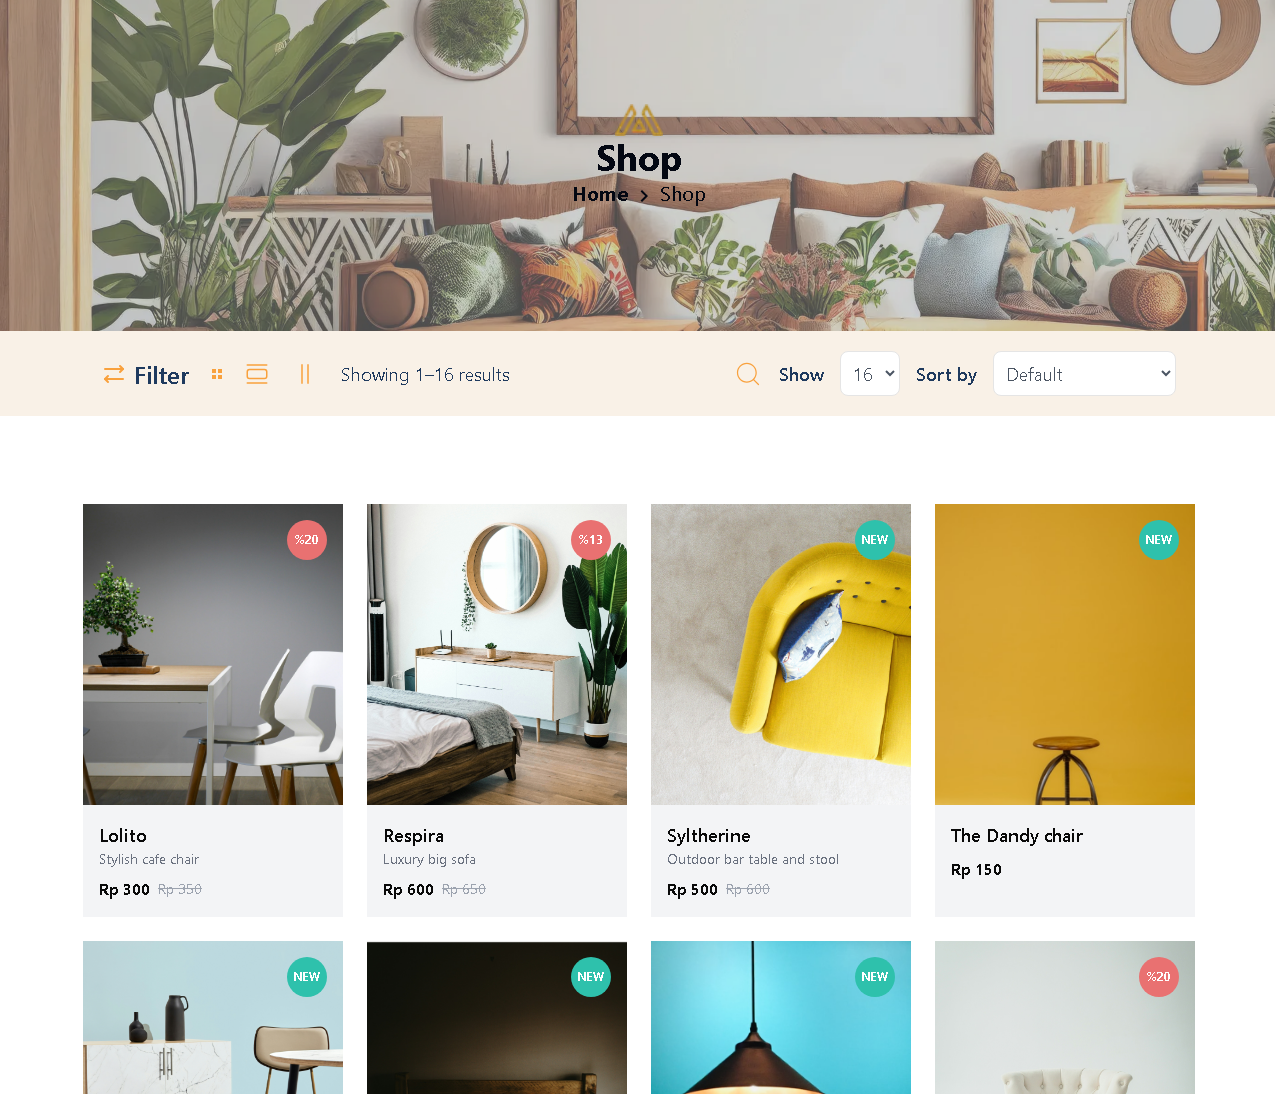 Shop
Home > Shop
Filter
Showing 1–16 results
Show
16
Sort by
Default
%20
%13
NEW
NEW
Lolito
Stylish cafe chair
Rp 300 Rp 350
Respira
Luxury big sofa
Rp 600 Rp 650
Syltherine
Outdoor bar table and stool
Rp 500 Rp 600
The Dandy chair
Rp 150
NEW
NEW
NEW
%20